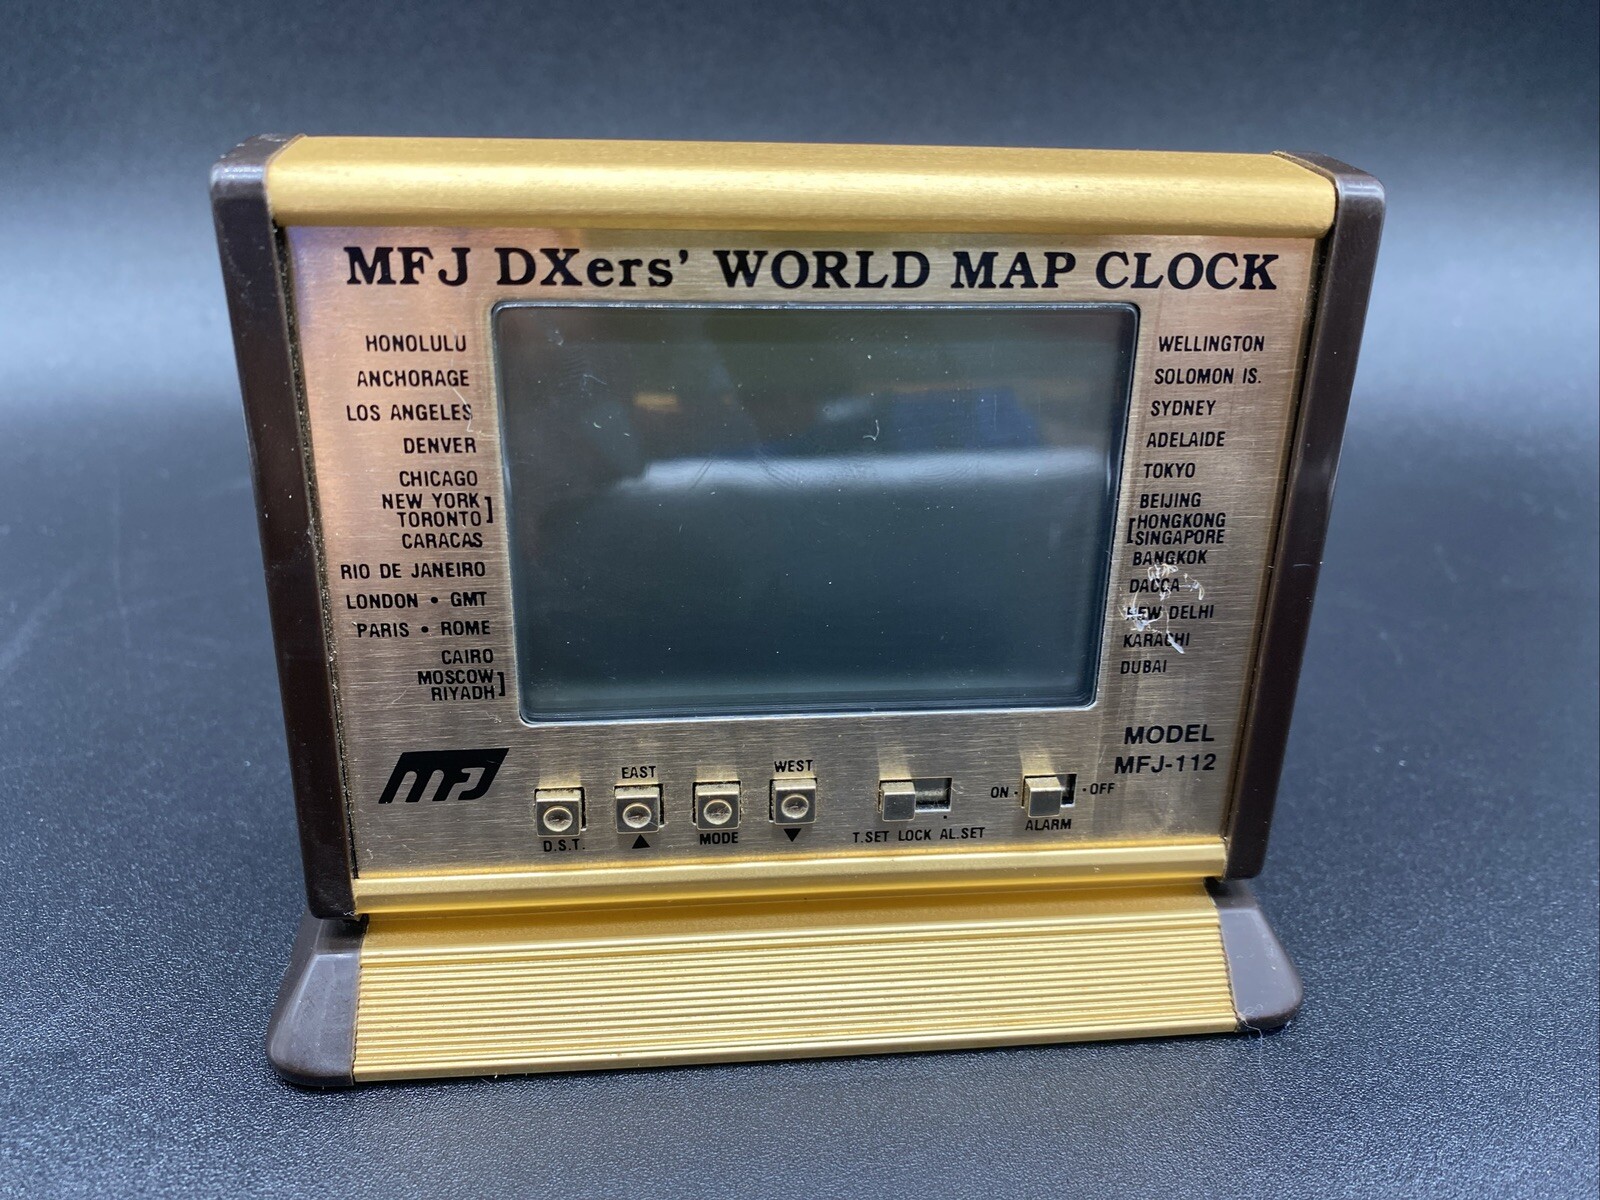 MFJ DXers' WORLD MAP CLOCK
HONOLULU
ANCHORAGE
LOS ANGELES
DENVER
CHICAGO
NEW YORK
TORONTO
CARACAS
RIO DE JANEIRO
LONDON • GMT
PARIS • ROME
CAIRO
MOSCOW
RIYADH
WELLINGTON
SOLOMON IS.
SYDNEY
ADELAIDE
TOKYO
BEIJING
HONGKONG
SINGAPORE
BANGKOK
DACCA
NEW DELHI
KARACHI
DUBAI
MODEL
MFJ-112
MFJ
D.S.T.
EAST
▲
MODE
WEST
▼
T.SET LOCK AL.SET
ON • • OFF
ALARM